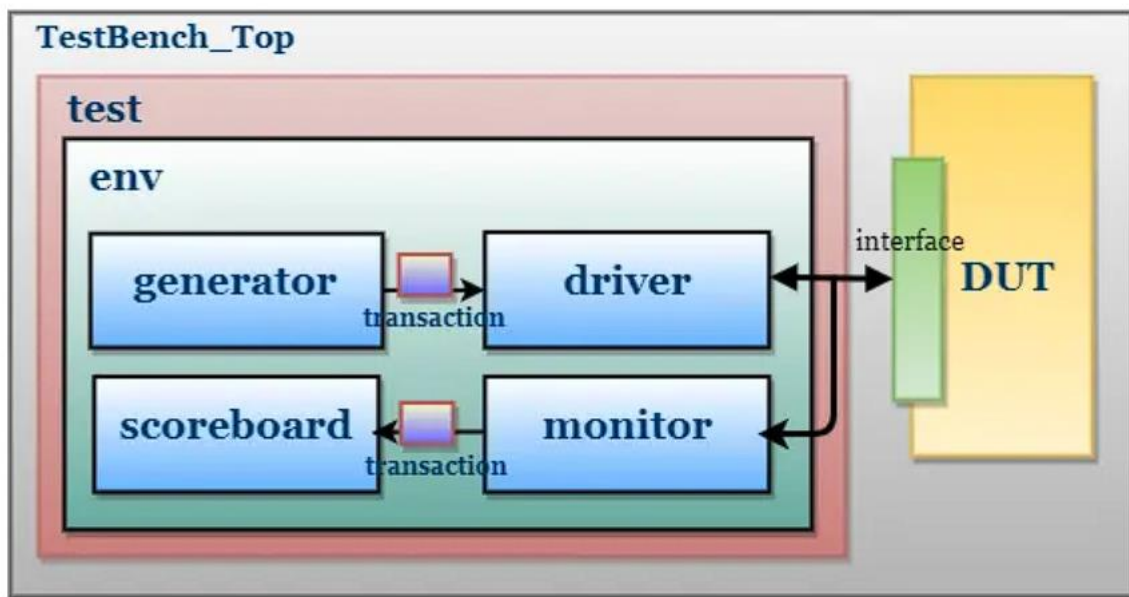 TestBench_Top
test
env
generator
transaction
driver
interface
DUT
scoreboard
transaction
monitor